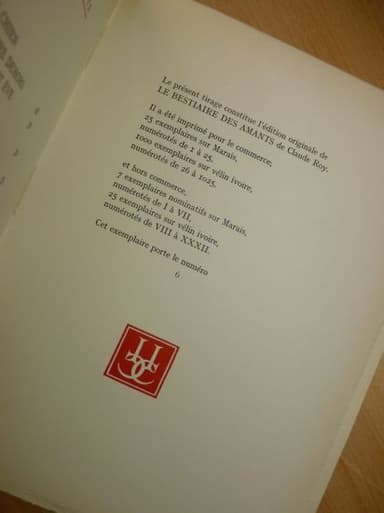 Le présent tirage constitue l'édition originale de
LE BESTIAIRE DES AMANTS de Claude Roy.
Il a été imprimé pour le commerce,
25 exemplaires sur Marais,
numérotés de 1 à 25,
1000 exemplaires sur vélin ivoire,
numérotés de 26 à 1025,
et hors commerce,
7 exemplaires nominatifs sur Marais,
numérotés de I à VII,
25 exemplaires sur vélin ivoire,
numérotés de VIII à XXXII.
Cet exemplaire porte le numéro
6